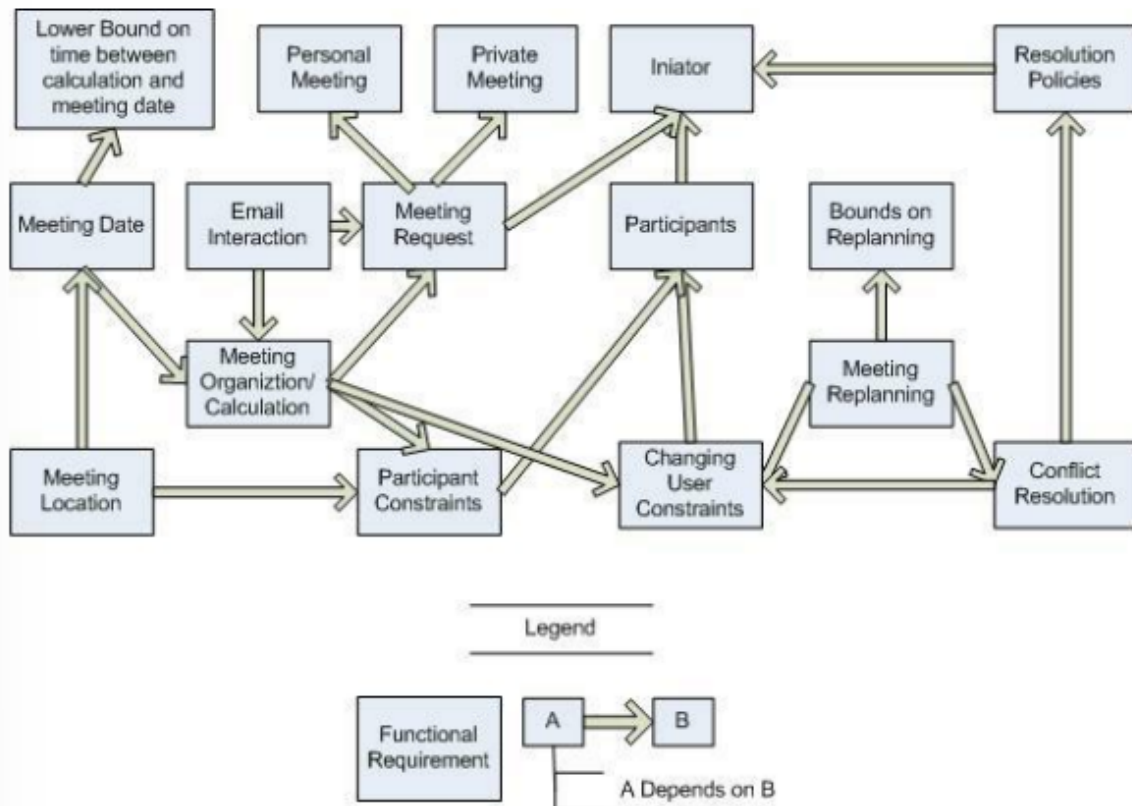 Lower Bound on
time between
calculation and
meeting date
Personal
Meeting
Private
Meeting
Iniator
Resolution
Policies
Meeting Date
Email
Interaction
Meeting
Request
Participants
Bounds on
Replanning
Meeting
Organiztion/
Calculation
Meeting
Replanning
Meeting
Location
Participant
Constraints
Changing
User
Constraints
Conflict
Resolution
Legend
Functional
Requirement
A
B
A Depends on B